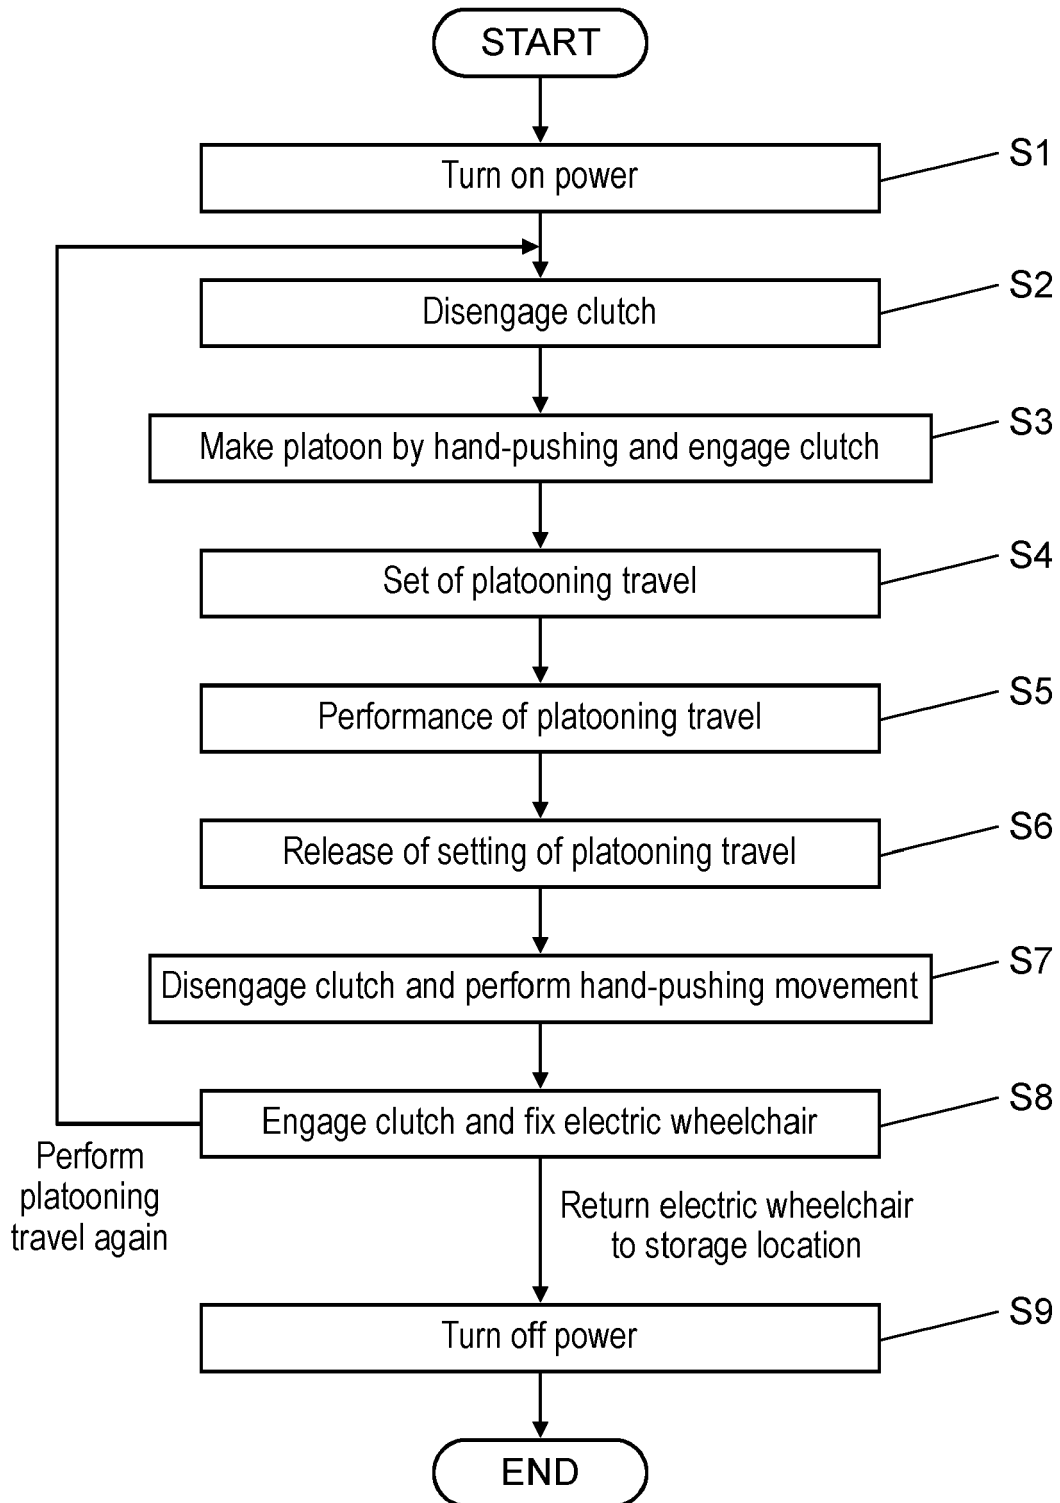 START
Turn on power
S1
Disengage clutch
S2
Make platoon by hand-pushing and engage clutch
S3
Set of platooning travel
S4
Performance of platooning travel
S5
Release of setting of platooning travel
S6
Disengage clutch and perform hand-pushing movement
S7
Engage clutch and fix electric wheelchair
S8
Perform
platooning
travel again
Return electric wheelchair
to storage location
Turn off power
S9
END